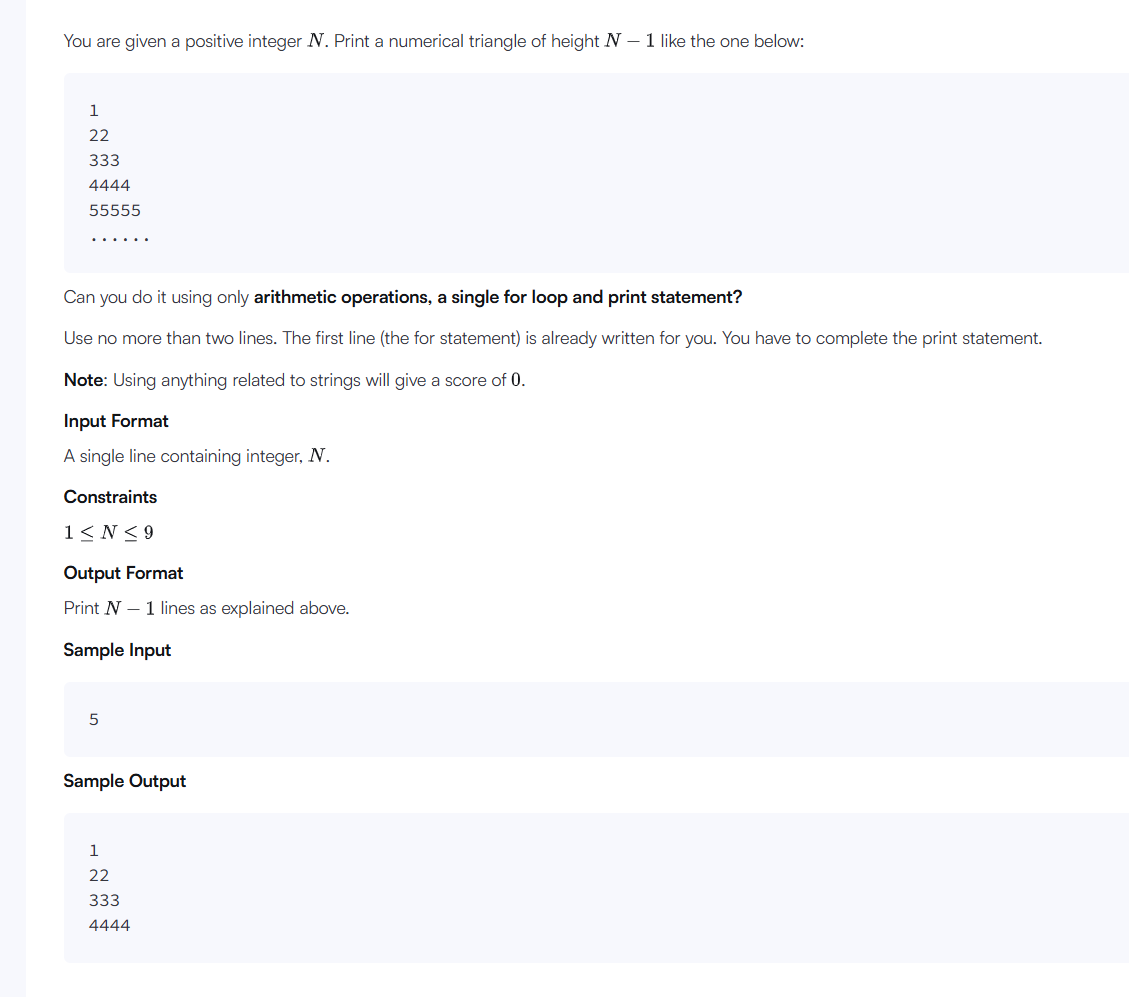 You are given a positive integer N. Print a numerical triangle of height N − 1 like the one below:
1
22
333
4444
55555
......
Can you do it using only arithmetic operations, a single for loop and print statement?
Use no more than two lines. The first line (the for statement) is already written for you. You have to complete the print statement.
Note: Using anything related to strings will give a score of 0.
Input Format
A single line containing integer, N.
Constraints
1 ≤ N ≤ 9
Output Format
Print N − 1 lines as explained above.
Sample Input
5
Sample Output
1
22
333
4444